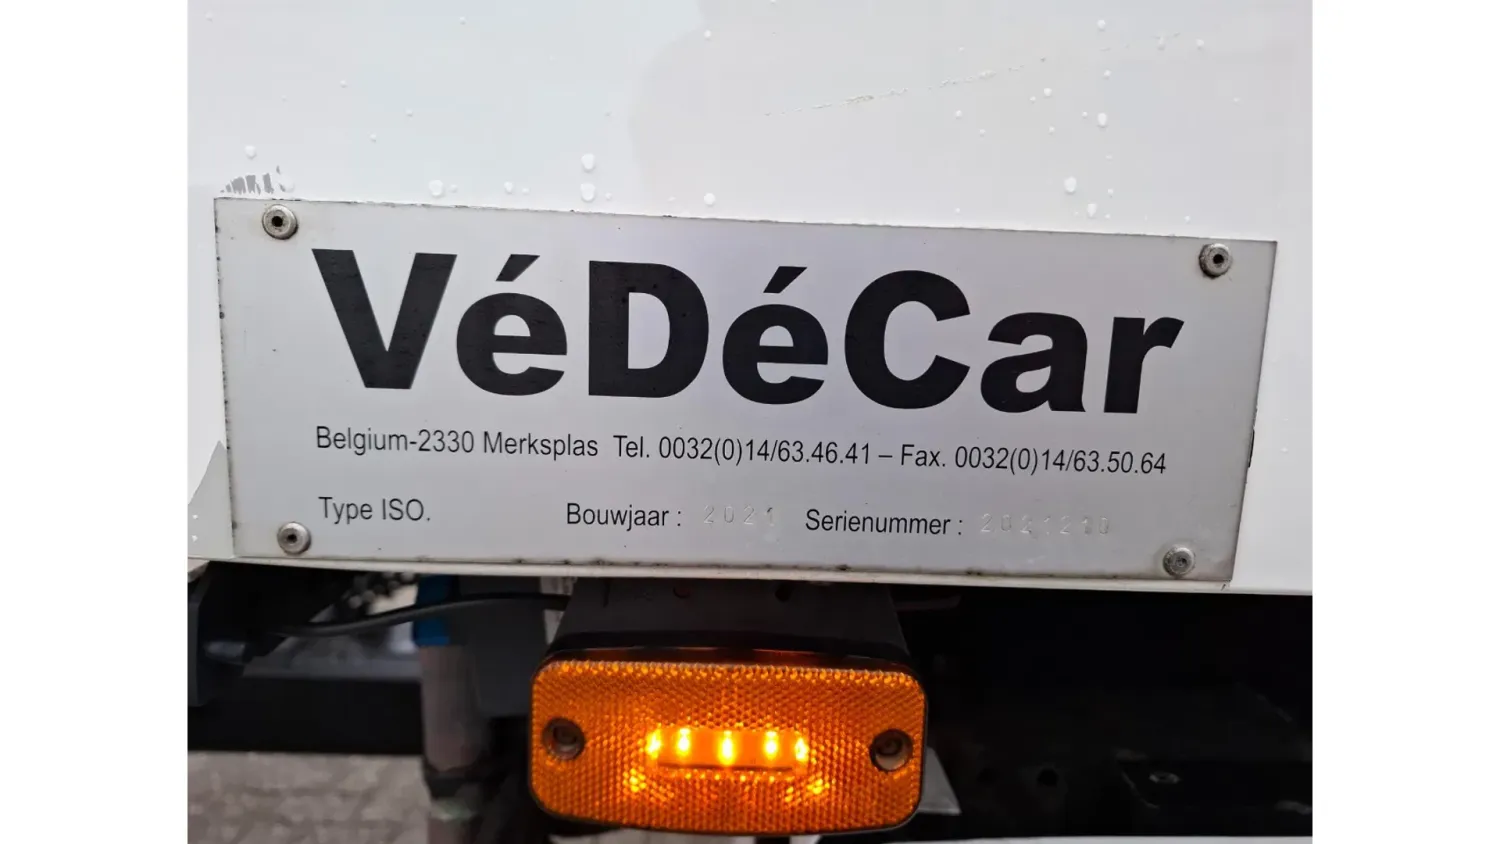 VéDéCar
Belgium-2330 Merksplas Tel. 0032(0)14/63.46.41 – Fax. 0032(0)14/63.50.64
Type ISO. Bouwjaar : 2021 Serienummer : 2021210